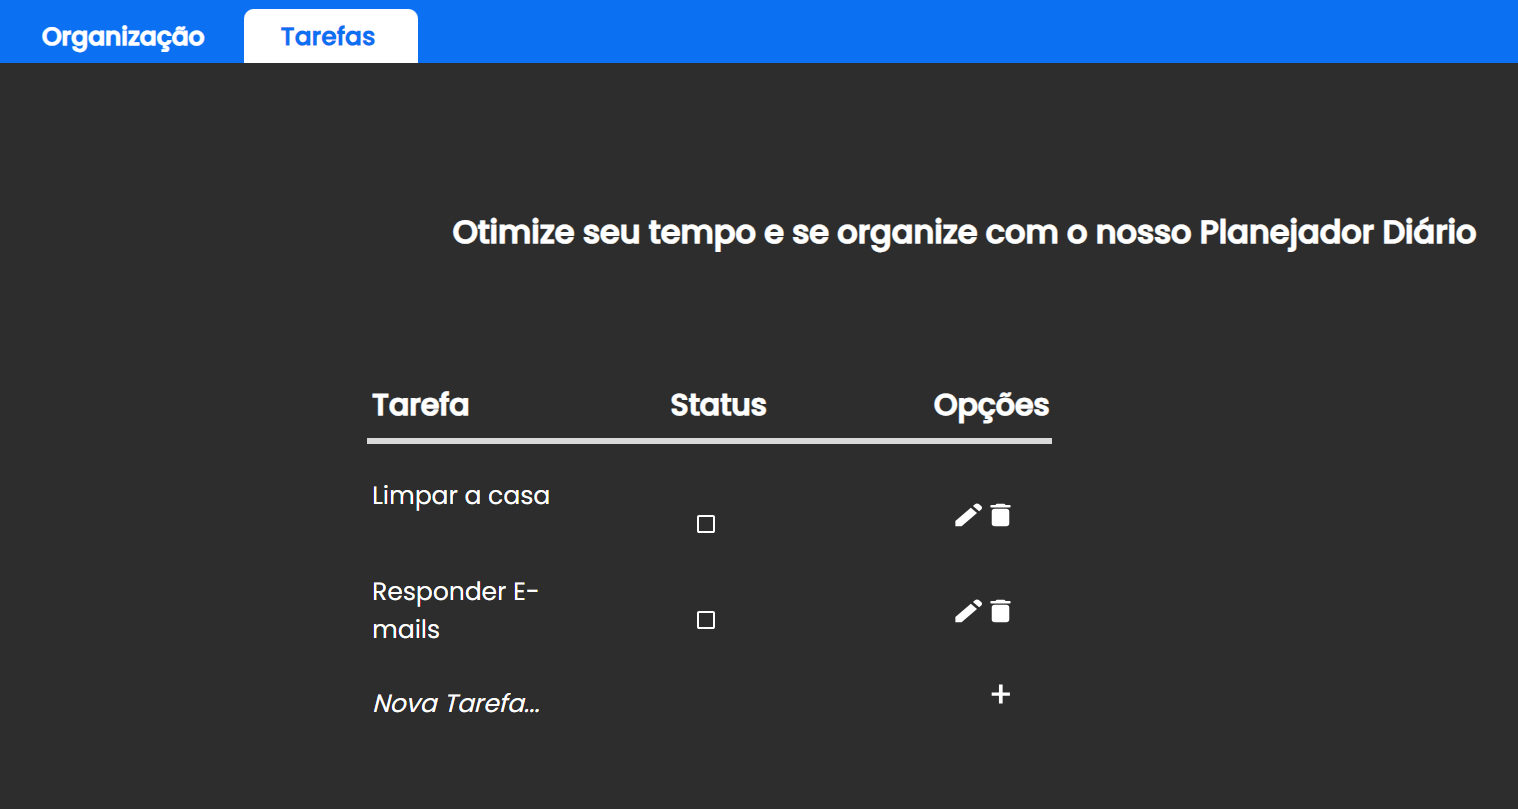 Organização
Tarefas
Otimize seu tempo e se organize com o nosso Planejador Diário
Tarefa Status Opções
Limpar a casa
Responder E-
mails
Nova Tarefa...